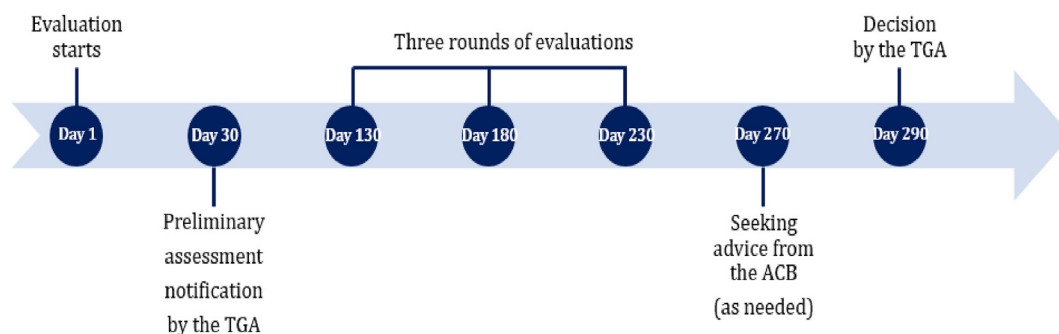 Evaluation
starts
Three rounds of evaluations
Decision
by the TGA
Day 1
Day 30
Day 130
Day 180
Day 230
Day 270
Day 290
Preliminary
assessment
notification
by the TGA
Seeking
advice from
the ACB
(as needed)